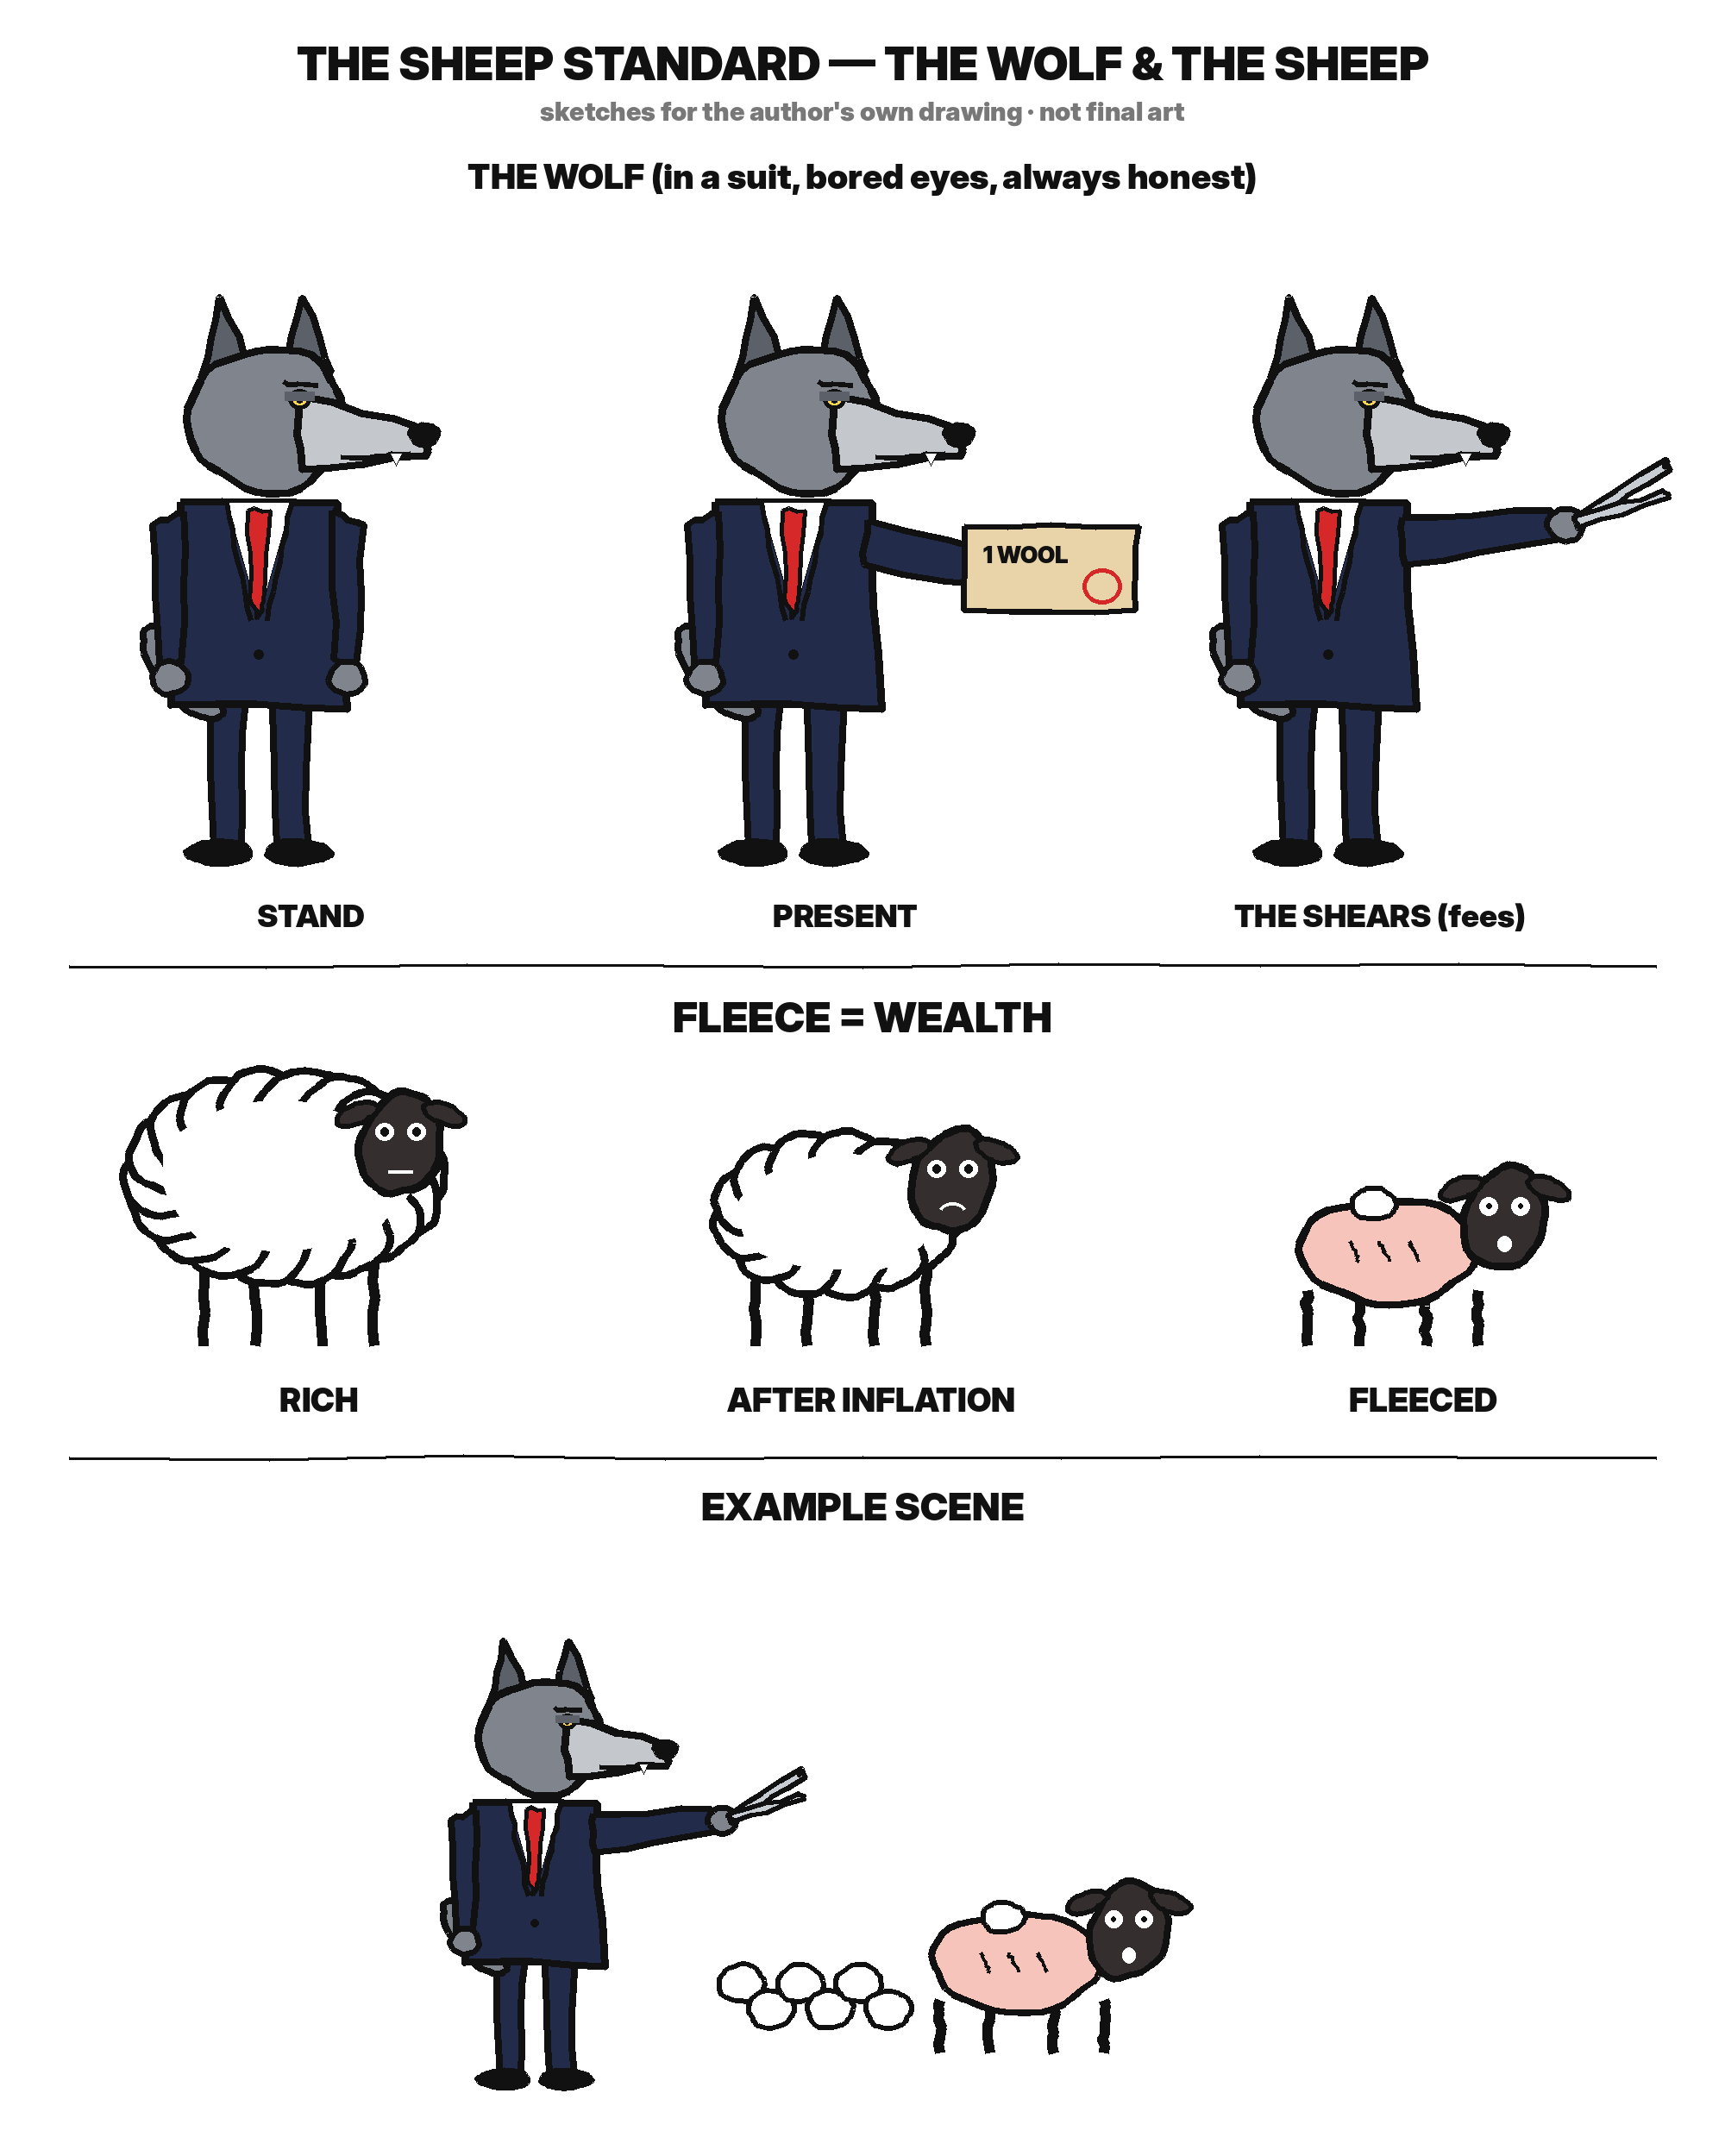 THE SHEEP STANDARD — THE WOLF & THE SHEEP
sketches for the author's own drawing · not final art
THE WOLF (in a suit, bored eyes, always honest)
1 WOOL
STAND
PRESENT
THE SHEARS (fees)
FLEECE = WEALTH
RICH
AFTER INFLATION
FLEECED
EXAMPLE SCENE